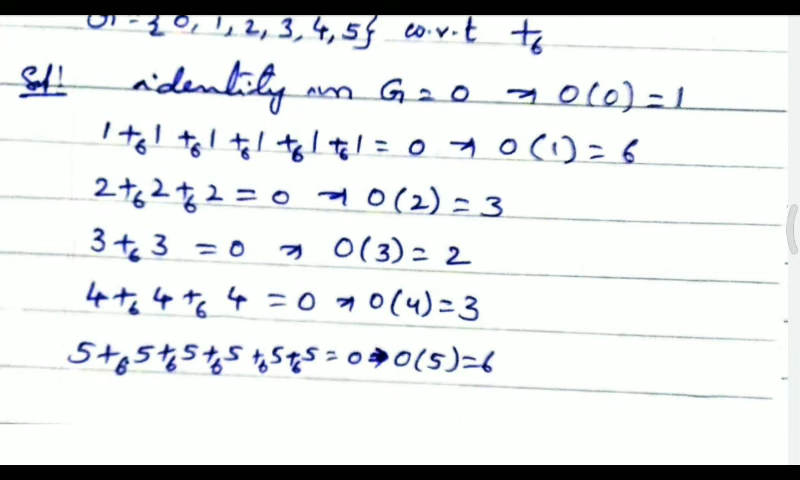 G = {0, 1, 2, 3, 4, 5} w.r.t +₆
Sol! identity in G = 0 → O(0) = 1
1 +₆ 1 +₆ 1 +₆ 1 +₆ 1 +₆ 1 = 0 → O(1) = 6
2 +₆ 2 +₆ 2 = 0 → O(2) = 3
3 +₆ 3 = 0 → O(3) = 2
4 +₆ 4 +₆ 4 = 0 → O(4) = 3
5 +₆ 5 +₆ 5 +₆ 5 +₆ 5 +₆ 5 = 0 → O(5) = 6